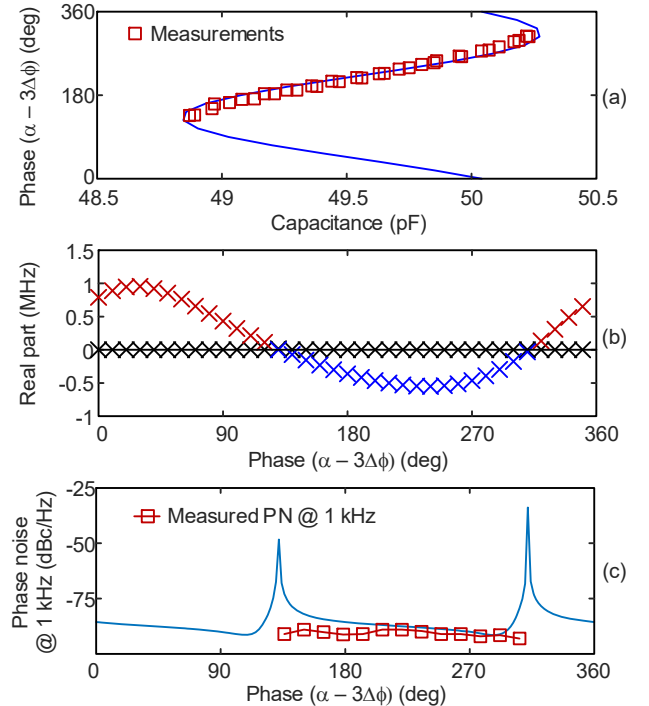 360
180
0
Phase (α – 3Δϕ) (deg)
Measurements
(a)
48.5 49 49.5 50 50.5
Capacitance (pF)
1.5
1
0.5
0
-0.5
-1
Real part (MHz)
(b)
0 90 180 270 360
Phase (α – 3Δϕ) (deg)
-25
-50
-75
Phase noise
@ 1 kHz (dBc/Hz)
Measured PN @ 1 kHz
(c)
0 90 180 270 360
Phase (α – 3Δϕ) (deg)